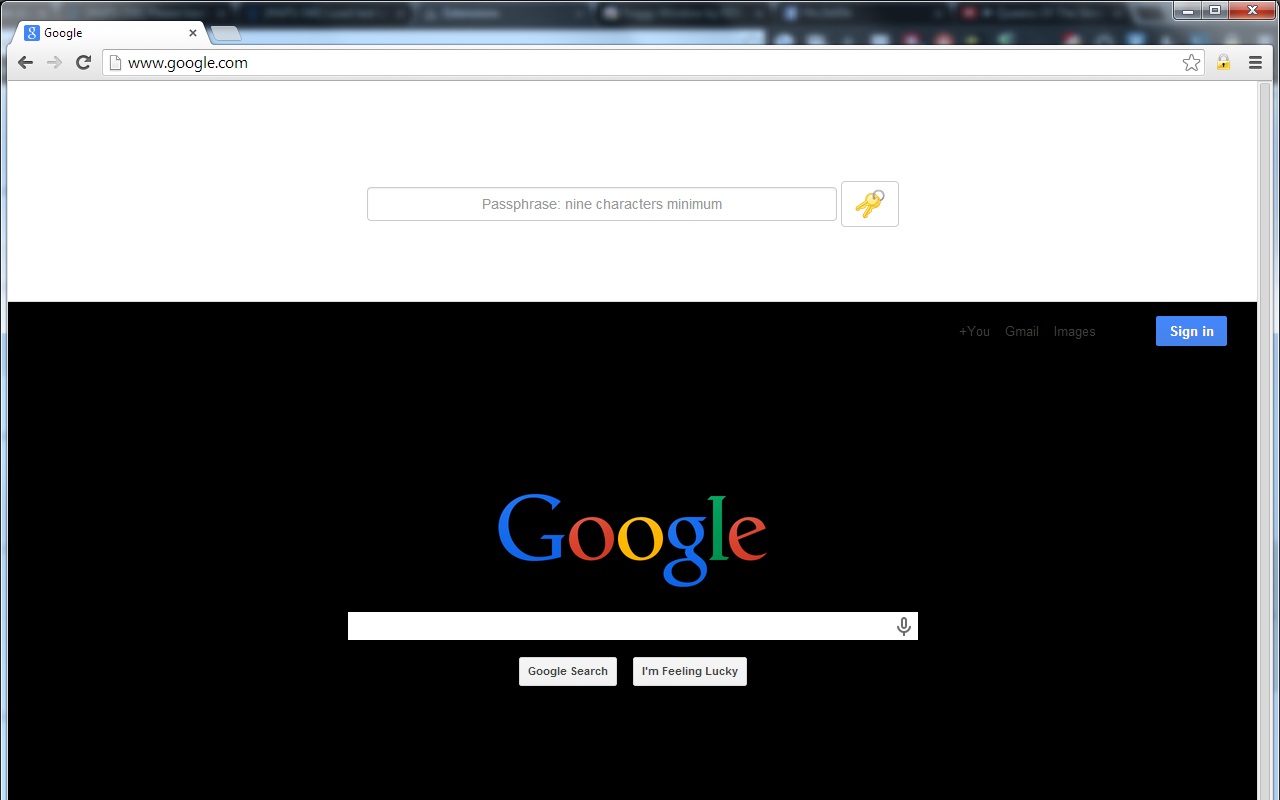 Google
www.google.com
Passphrase: nine characters minimum
+You Gmail Images Sign in
Google
Google Search I'm Feeling Lucky